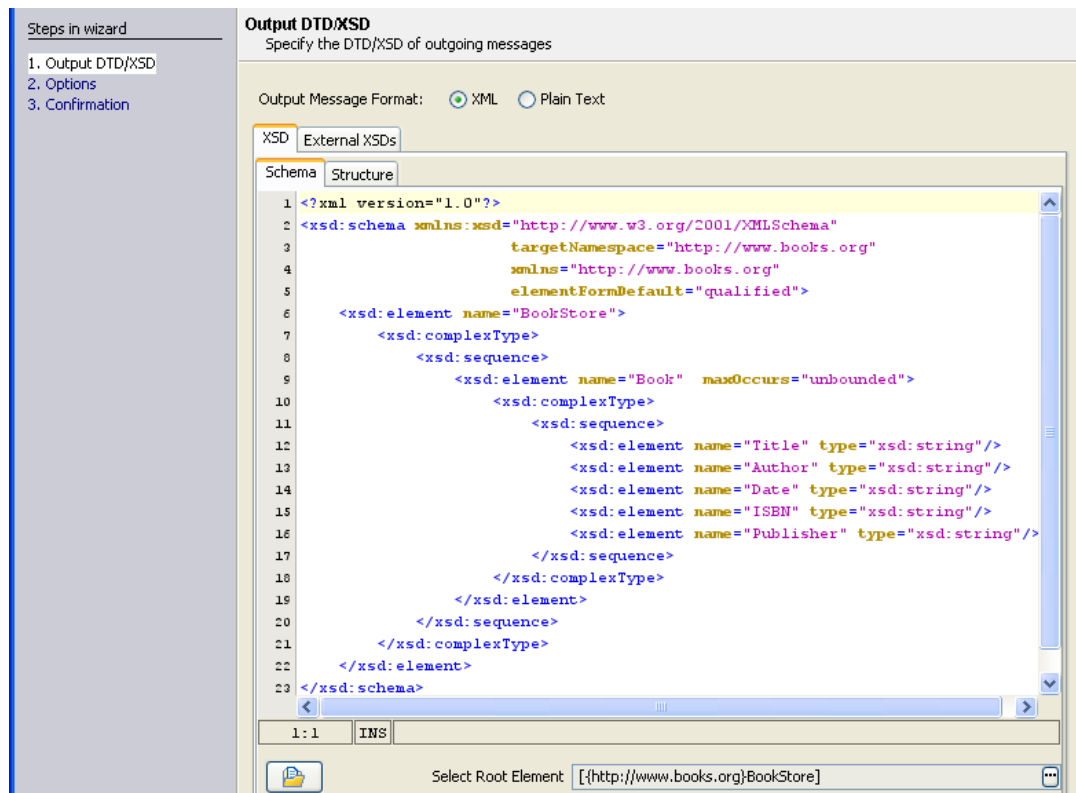 Steps in wizard
1. Output DTD/XSD
2. Options
3. Confirmation
Output DTD/XSD
Specify the DTD/XSD of outgoing messages
Output Message Format: XML Plain Text
XSD External XSDs
Schema Structure
1 <?xml version="1.0"?>
2 <xsd:schema xmlns:xsd="http://www.w3.org/2001/XMLSchema"
3 targetNamespace="http://www.books.org"
4 xmlns="http://www.books.org"
5 elementFormDefault="qualified">
6 <xsd:element name="BookStore">
7 <xsd:complexType>
8 <xsd:sequence>
9 <xsd:element name="Book" maxOccurs="unbounded">
10 <xsd:complexType>
11 <xsd:sequence>
12 <xsd:element name="Title" type="xsd:string"/>
13 <xsd:element name="Author" type="xsd:string"/>
14 <xsd:element name="Date" type="xsd:string"/>
15 <xsd:element name="ISBN" type="xsd:string"/>
16 <xsd:element name="Publisher" type="xsd:string"/>
17 </xsd:sequence>
18 </xsd:complexType>
19 </xsd:element>
20 </xsd:sequence>
21 </xsd:complexType>
22 </xsd:element>
23 </xsd:schema>
1:1 INS
Select Root Element [{http://www.books.org}BookStore]